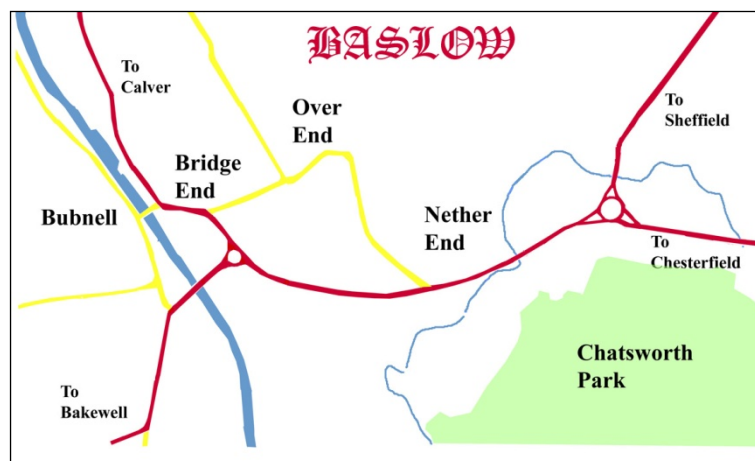 BASLOW
To
Calver
Over
End
To
Sheffield
Bridge
End
Bubnell
Nether
End
To
Chesterfield
Chatsworth
Park
To
Bakewell